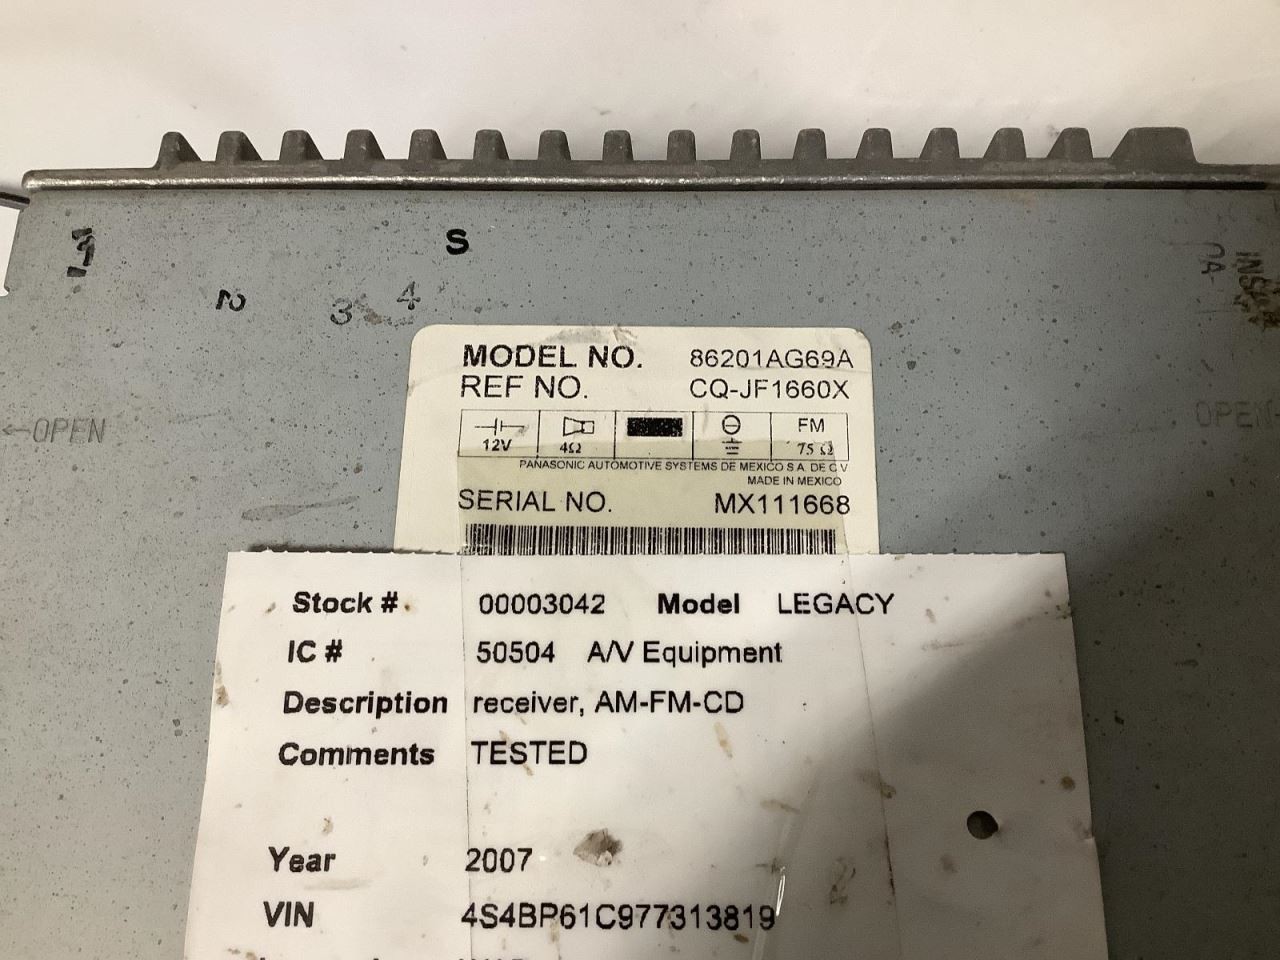 S
2
3
4
MODEL NO. 86201AG69A
REF NO. CQ-JF1660X
←OPEN
OPEN
12V 4Ω FM 75 Ω
PANASONIC AUTOMOTIVE SYSTEMS DE MEXICO S A. DE C V
MADE IN MEXICO
SERIAL NO. MX111668
Stock # 00003042 Model LEGACY
IC # 50504 A/V Equipment
Description receiver, AM-FM-CD
Comments TESTED
Year 2007
VIN 4S4BP61C977313819